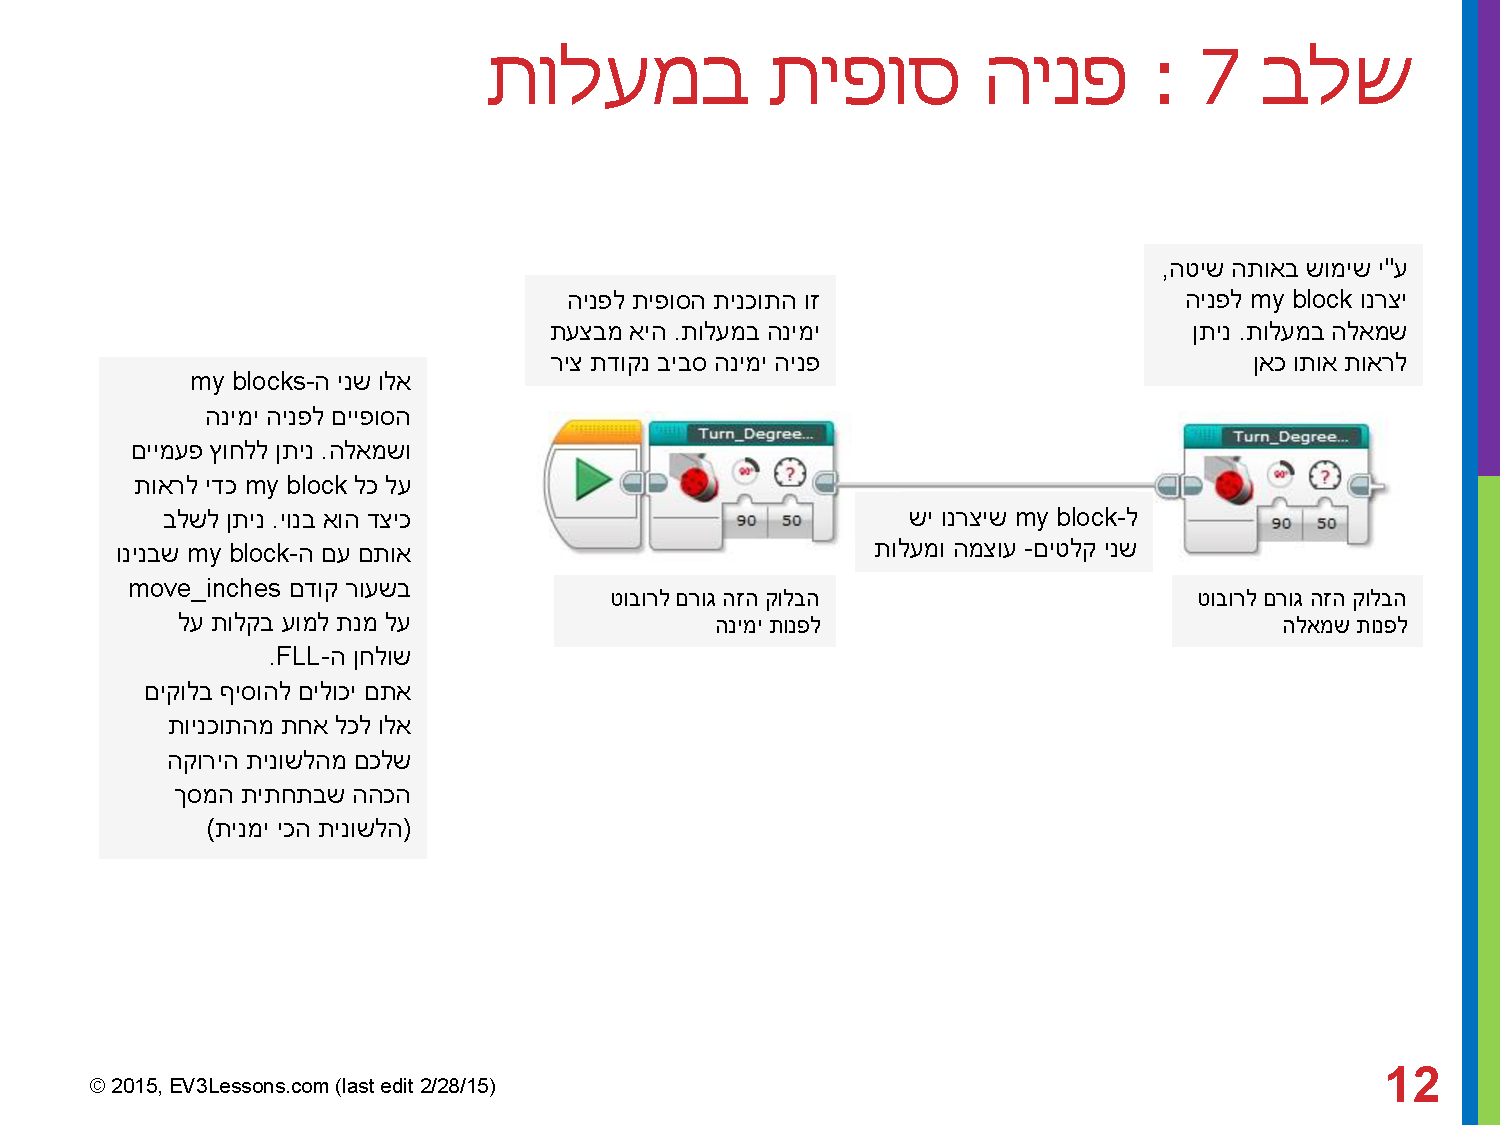 שלב 7 : פניה סופית במעלות
ע"י שימוש באותה שיטה,
יצרנו my block לפניה
שמאלה במעלות. ניתן
לראות אותו כאן
זו התוכנית הסופית לפניה
ימינה במעלות. היא מבצעת
פניה ימינה סביב נקודת ציר
אלו שני ה-my blocks
הסופיים לפניה ימינה
ושמאלה. ניתן ללחוץ פעמיים
על כל my block כדי לראות
כיצד הוא בנוי. ניתן לשלב
אותם עם ה-my block שבנינו
בשעור קודם move_inches
על מנת למוע בקלות על
שולחן ה-FLL.
אתם יכולים להוסיף בלוקים
אלו לכל אחת מהתוכניות
שלכם מהלשונית הירוקה
הכהה שבתחתית המסך
(הלשונית הכי ימנית)
Turn_Degree...
90°
?
90 50
Turn_Degree...
90°
?
90 50
ל-my block שיצרנו יש
שני קלטים- עוצמה ומעלות
הבלוק הזה גורם לרובוט
לפנות ימינה
הבלוק הזה גורם לרובוט
לפנות שמאלה
© 2015, EV3Lessons.com (last edit 2/28/15)
12